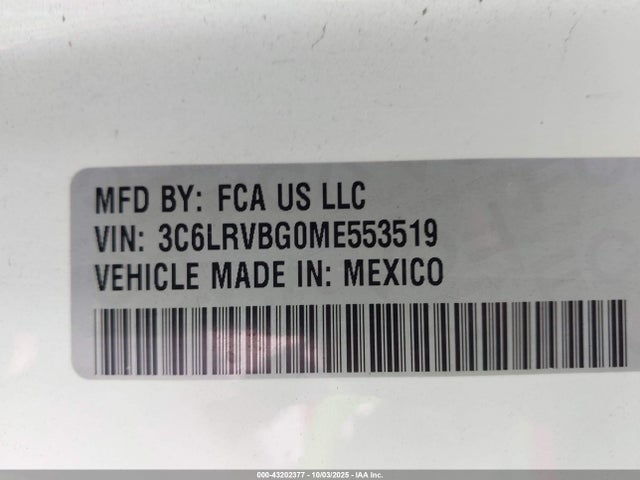 MFD BY: FCA US LLC
VIN: 3C6LRVBG0ME553519
VEHICLE MADE IN: MEXICO
000-43202377 - 10/03/2025 - IAA Inc.